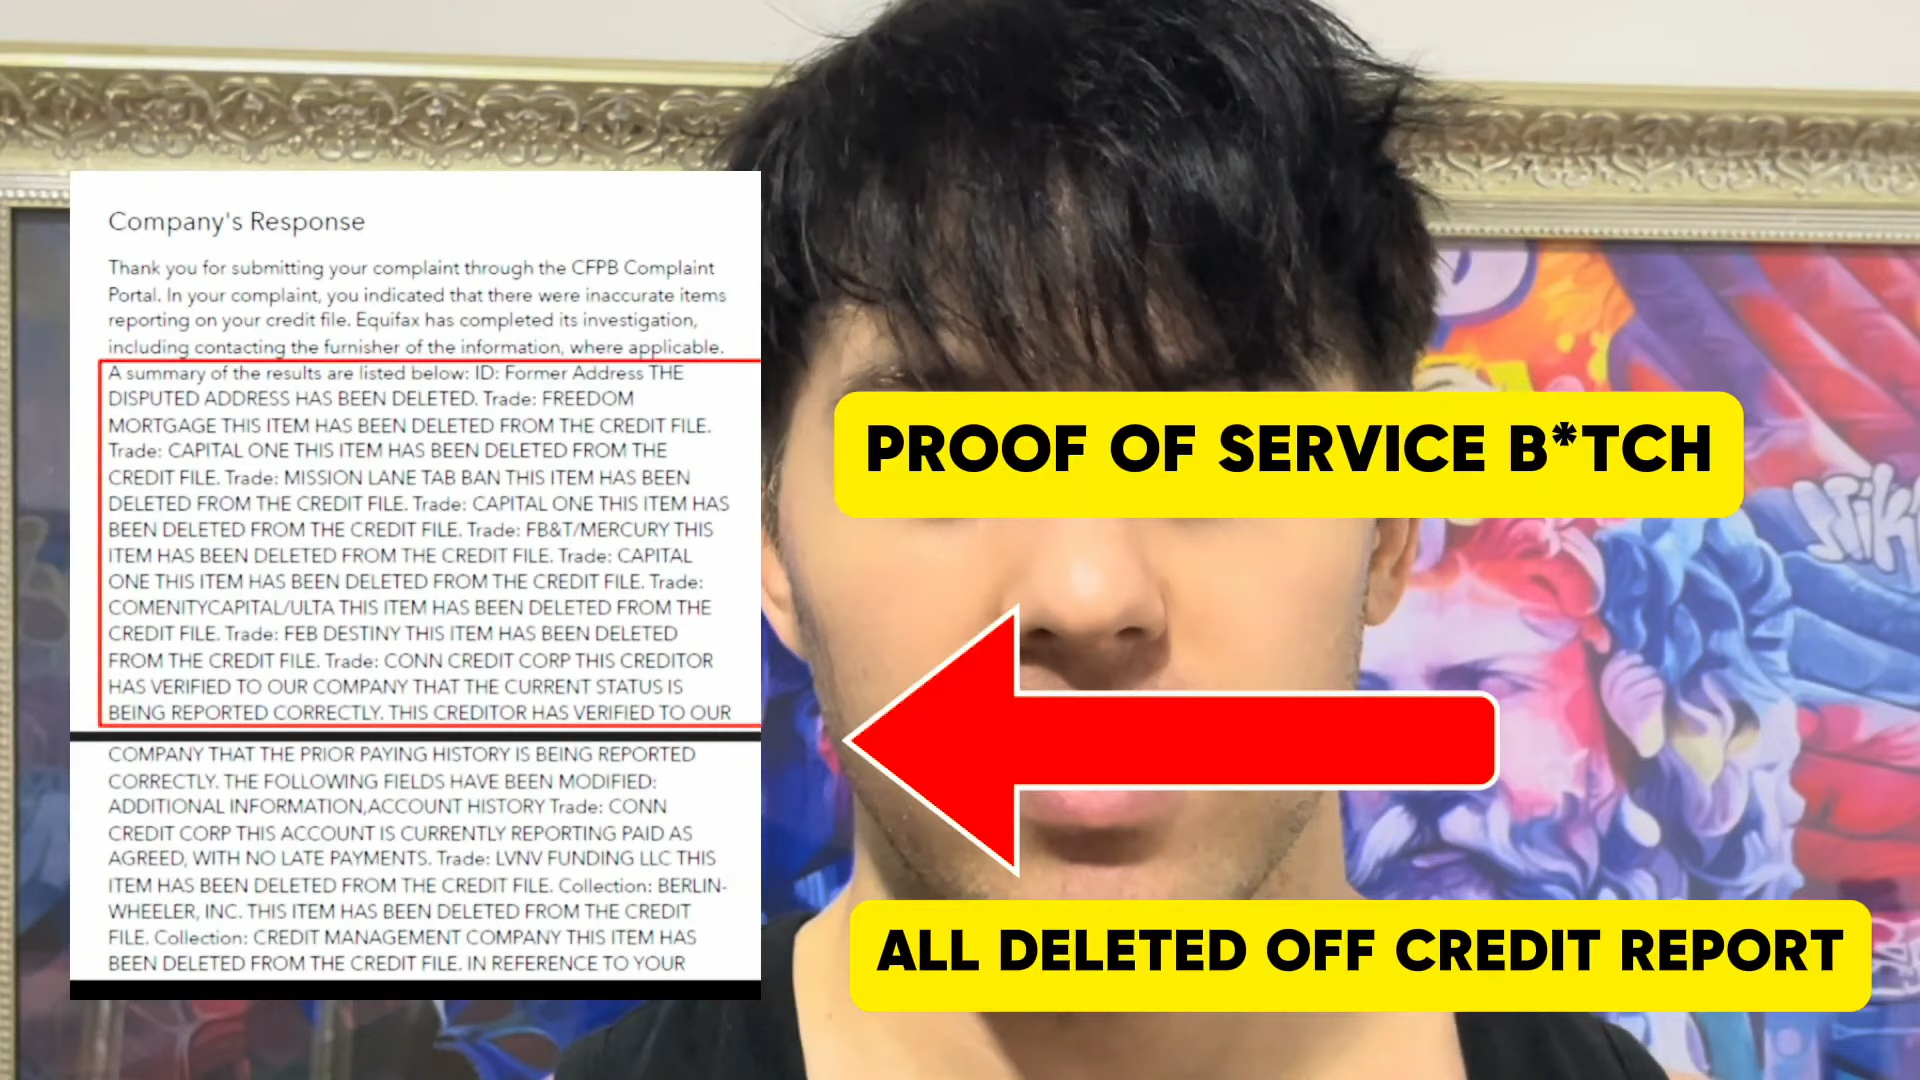 Company's Response
Thank you for submitting your complaint through the CFPB Complaint
Portal. In your complaint, you indicated that there were inaccurate items
reporting on your credit file. Equifax has completed its investigation,
including contacting the furnisher of the information, where applicable.
A summary of the results are listed below: ID: Former Address THE
DISPUTED ADDRESS HAS BEEN DELETED. Trade: FREEDOM
MORTGAGE THIS ITEM HAS BEEN DELETED FROM THE CREDIT FILE.
Trade: CAPITAL ONE THIS ITEM HAS BEEN DELETED FROM THE
CREDIT FILE. Trade: MISSION LANE TAB BAN THIS ITEM HAS BEEN
DELETED FROM THE CREDIT FILE. Trade: CAPITAL ONE THIS ITEM HAS
BEEN DELETED FROM THE CREDIT FILE. Trade: FB&T/MERCURY THIS
ITEM HAS BEEN DELETED FROM THE CREDIT FILE. Trade: CAPITAL
ONE THIS ITEM HAS BEEN DELETED FROM THE CREDIT FILE. Trade:
COMENITYCAPITAL/ULTA THIS ITEM HAS BEEN DELETED FROM THE
CREDIT FILE. Trade: FEB DESTINY THIS ITEM HAS BEEN DELETED
FROM THE CREDIT FILE. Trade: CONN CREDIT CORP THIS CREDITOR
HAS VERIFIED TO OUR COMPANY THAT THE CURRENT STATUS IS
BEING REPORTED CORRECTLY. THIS CREDITOR HAS VERIFIED TO OUR
COMPANY THAT THE PRIOR PAYING HISTORY IS BEING REPORTED
CORRECTLY. THE FOLLOWING FIELDS HAVE BEEN MODIFIED:
ADDITIONAL INFORMATION,ACCOUNT HISTORY Trade: CONN
CREDIT CORP THIS ACCOUNT IS CURRENTLY REPORTING PAID AS
AGREED, WITH NO LATE PAYMENTS. Trade: LVNV FUNDING LLC THIS
ITEM HAS BEEN DELETED FROM THE CREDIT FILE. Collection: BERLIN-
WHEELER, INC. THIS ITEM HAS BEEN DELETED FROM THE CREDIT
FILE. Collection: CREDIT MANAGEMENT COMPANY THIS ITEM HAS
BEEN DELETED FROM THE CREDIT FILE. IN REFERENCE TO YOUR
PROOF OF SERVICE B*TCH
ALL DELETED OFF CREDIT REPORT